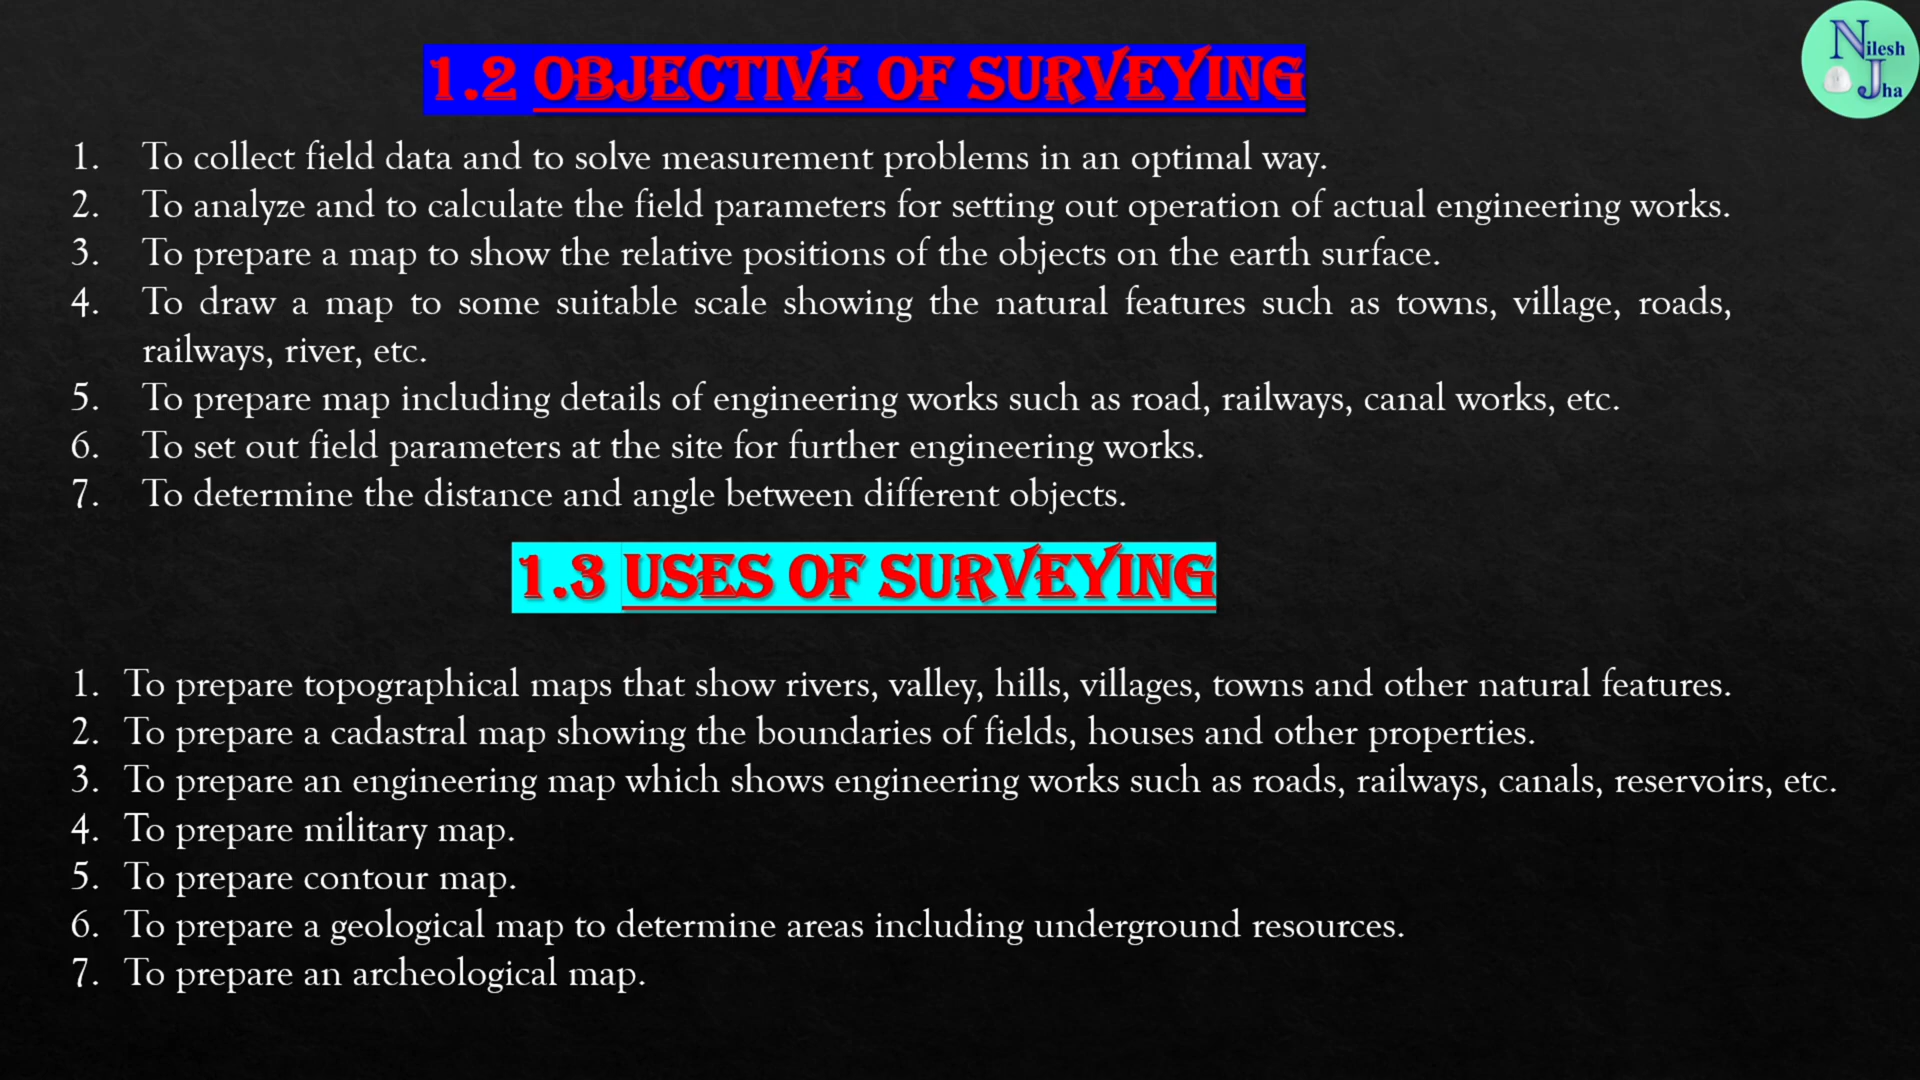 1.2 OBJECTIVE OF SURVEYING
Nilesh
Jha
1. To collect field data and to solve measurement problems in an optimal way.
2. To analyze and to calculate the field parameters for setting out operation of actual engineering works.
3. To prepare a map to show the relative positions of the objects on the earth surface.
4. To draw a map to some suitable scale showing the natural features such as towns, village, roads,
railways, river, etc.
5. To prepare map including details of engineering works such as road, railways, canal works, etc.
6. To set out field parameters at the site for further engineering works.
7. To determine the distance and angle between different objects.
1.3 USES OF SURVEYING
1. To prepare topographical maps that show rivers, valley, hills, villages, towns and other natural features.
2. To prepare a cadastral map showing the boundaries of fields, houses and other properties.
3. To prepare an engineering map which shows engineering works such as roads, railways, canals, reservoirs, etc.
4. To prepare military map.
5. To prepare contour map.
6. To prepare a geological map to determine areas including underground resources.
7. To prepare an archeological map.